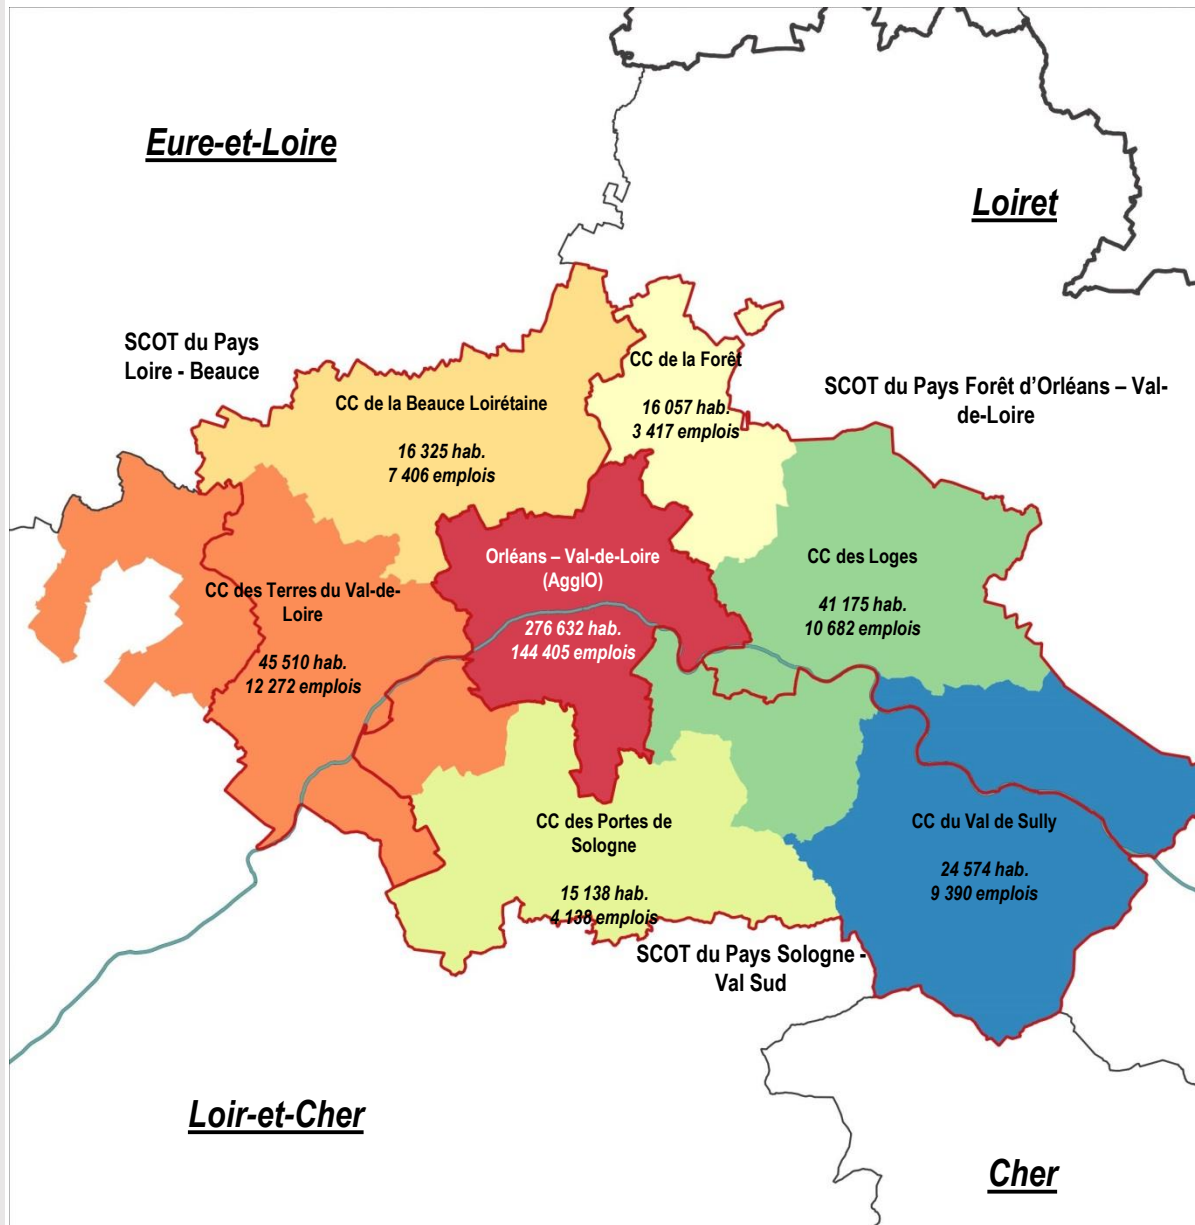 Eure-et-Loire
Loiret
SCOT du Pays
Loire - Beauce
CC de la Forêt
16 057 hab.
3 417 emplois
SCOT du Pays Forêt d’Orléans – Val-
de-Loire
CC de la Beauce Loirétaine
16 325 hab.
7 406 emplois
Orléans – Val-de-Loire
(AgglO)
276 632 hab.
144 405 emplois
CC des Loges
41 175 hab.
10 682 emplois
CC des Terres du Val-de-
Loire
45 510 hab.
12 272 emplois
CC des Portes de
Sologne
15 138 hab.
4 138 emplois
CC du Val de Sully
24 574 hab.
9 390 emplois
SCOT du Pays Sologne -
Val Sud
Loir-et-Cher
Cher